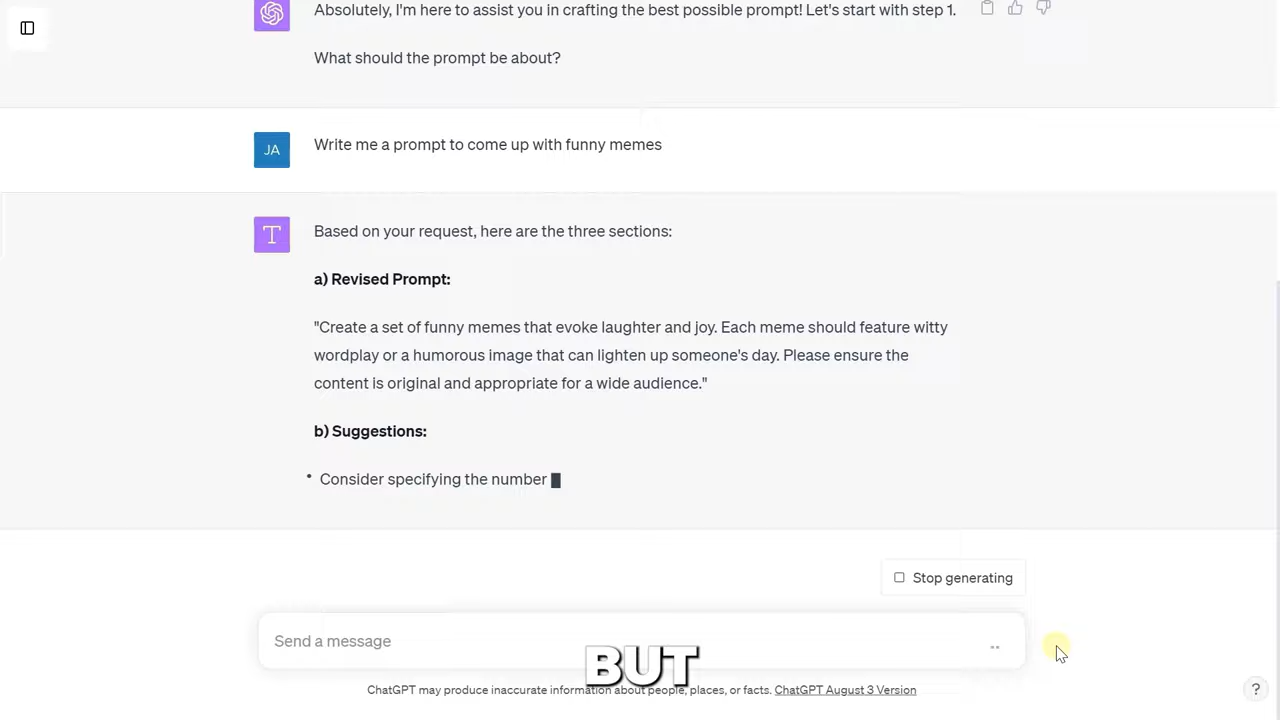 Absolutely, I'm here to assist you in crafting the best possible prompt! Let's start with step 1.
What should the prompt be about?
JA
Write me a prompt to come up with funny memes
T
Based on your request, here are the three sections:
a) Revised Prompt:
"Create a set of funny memes that evoke laughter and joy. Each meme should feature witty
wordplay or a humorous image that can lighten up someone's day. Please ensure the
content is original and appropriate for a wide audience."
b) Suggestions:
• Consider specifying the number
Stop generating
Send a message
BUT
ChatGPT may produce inaccurate information about people, places, or facts. ChatGPT August 3 Version
?